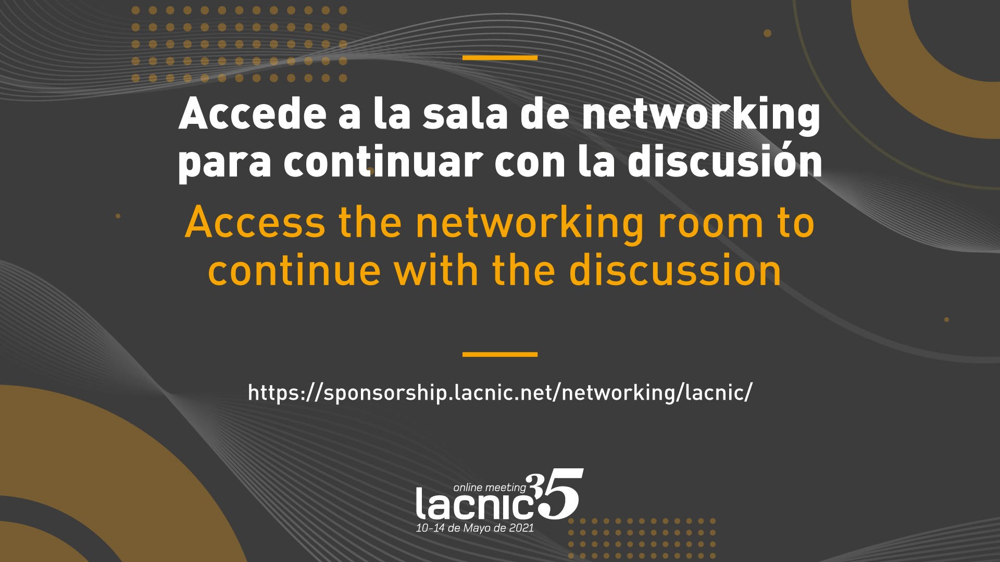 Accede a la sala de networking
para continuar con la discusión
Access the networking room to
continue with the discussion
https://sponsorship.lacnic.net/networking/lacnic/
online meeting
lacnic 35
10-14 de Mayo de 2021